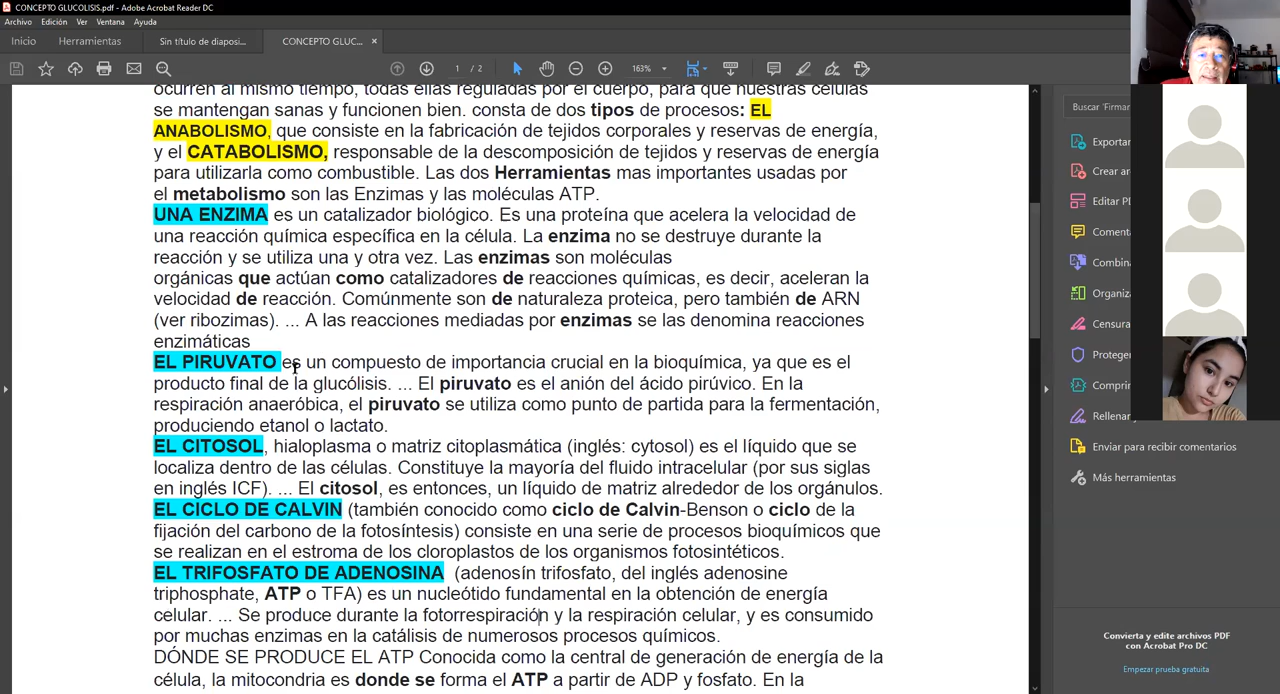 CONCEPTO GLUCOLISIS.pdf - Adobe Acrobat Reader DC
Archivo Edición Ver Ventana Ayuda
Inicio Herramientas Sin título de diaposi... CONCEPTO GLUC... ×
1 / 2 163%
ocurren al mismo tiempo, todas ellas reguladas por el cuerpo, para que nuestras células
se mantengan sanas y funcionen bien. consta de dos tipos de procesos: EL
ANABOLISMO, que consiste en la fabricación de tejidos corporales y reservas de energía,
y el CATABOLISMO, responsable de la descomposición de tejidos y reservas de energía
para utilizarla como combustible. Las dos Herramientas mas importantes usadas por
el metabolismo son las Enzimas y las moléculas ATP.
UNA ENZIMA es un catalizador biológico. Es una proteína que acelera la velocidad de
una reacción química específica en la célula. La enzima no se destruye durante la
reacción y se utiliza una y otra vez. Las enzimas son moléculas
orgánicas que actúan como catalizadores de reacciones químicas, es decir, aceleran la
velocidad de reacción. Comúnmente son de naturaleza proteica, pero también de ARN
(ver ribozimas). ... A las reacciones mediadas por enzimas se las denomina reacciones
enzimáticas
EL PIRUVATO es un compuesto de importancia crucial en la bioquímica, ya que es el
producto final de la glucólisis. ... El piruvato es el anión del ácido pirúvico. En la
respiración anaeróbica, el piruvato se utiliza como punto de partida para la fermentación,
produciendo etanol o lactato.
EL CITOSOL, hialoplasma o matriz citoplasmática (inglés: cytosol) es el líquido que se
localiza dentro de las células. Constituye la mayoría del fluido intracelular (por sus siglas
en inglés ICF). ... El citosol, es entonces, un líquido de matriz alrededor de los orgánulos.
EL CICLO DE CALVIN (también conocido como ciclo de Calvin-Benson o ciclo de la
fijación del carbono de la fotosíntesis) consiste en una serie de procesos bioquímicos que
se realizan en el estroma de los cloroplastos de los organismos fotosintéticos.
EL TRIFOSFATO DE ADENOSINA (adenosín trifosfato, del inglés adenosine
triphosphate, ATP o TFA) es un nucleótido fundamental en la obtención de energía
celular. ... Se produce durante la fotorrespiración y la respiración celular, y es consumido
por muchas enzimas en la catálisis de numerosos procesos químicos.
DÓNDE SE PRODUCE EL ATP Conocida como la central de generación de energía de la
célula, la mitocondria es donde se forma el ATP a partir de ADP y fosfato. En la
Buscar 'Firmar
Exportar
Crear ar
Editar PD
Comenta
Combina
Organiza
Censura
Proteger
Comprir
Rellenar
Enviar para recibir comentarios
Más herramientas
Convierta y edite archivos PDF
con Acrobat Pro DC
Empezar prueba gratuita